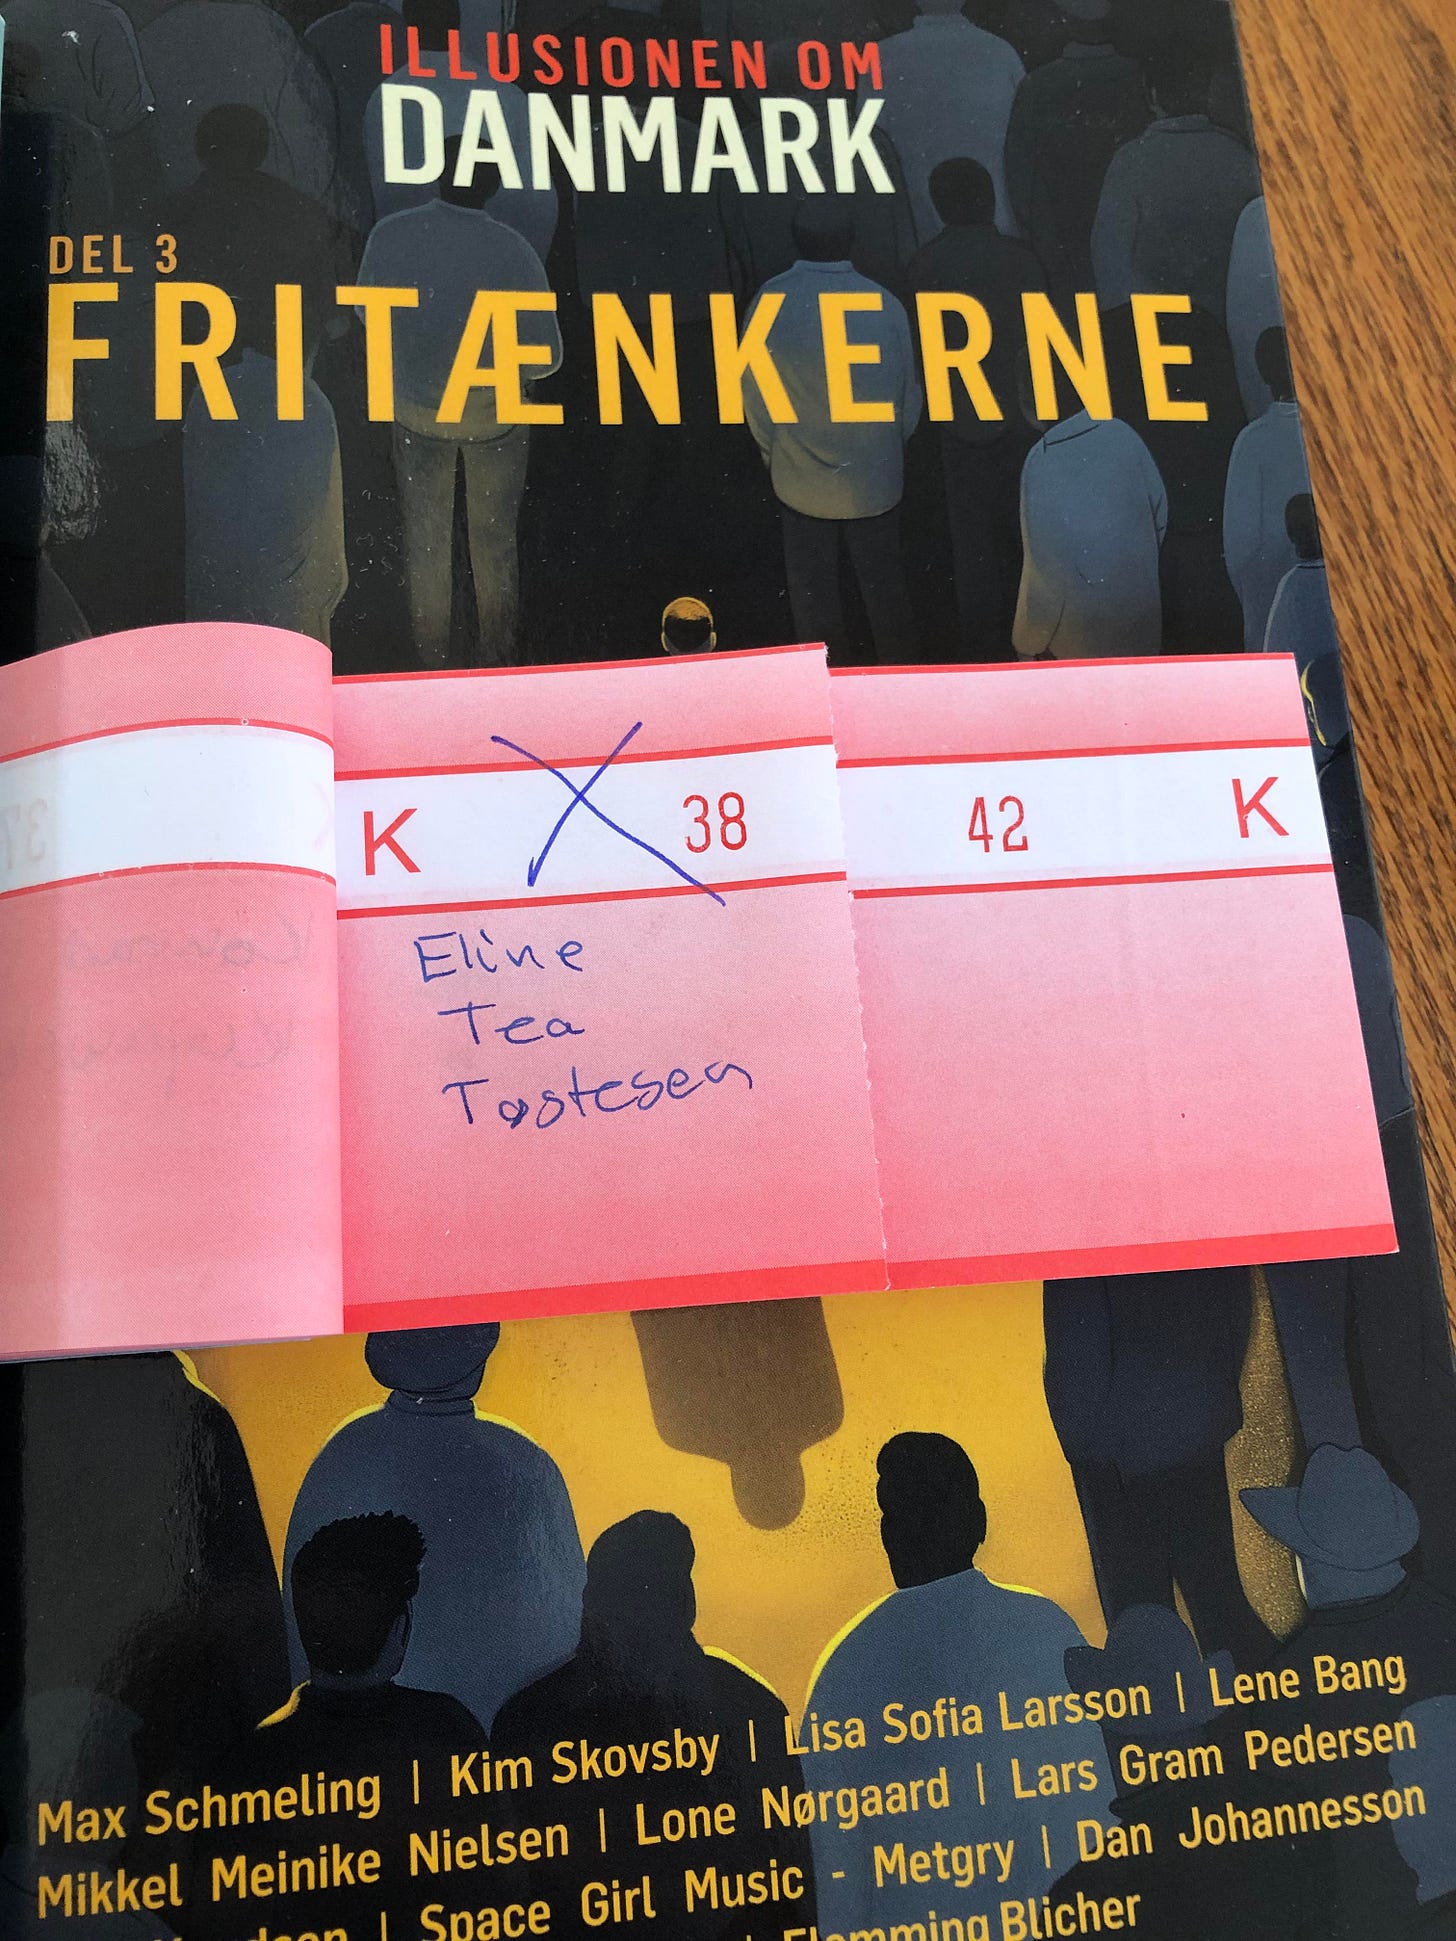 ILLUSIONEN OM
DANMARK
DEL 3
FRITÆNKERNE
K 38 42 K
Eline
Tea
Tøstesen
Max Schmeling | Kim Skovsby | Lisa Sofia Larsson | Lene Bang
Mikkel Meinike Nielsen | Lone Nørgaard | Lars Gram Pedersen
| Space Girl Music - Metgry | Dan Johannesson
| Flemming Blicher